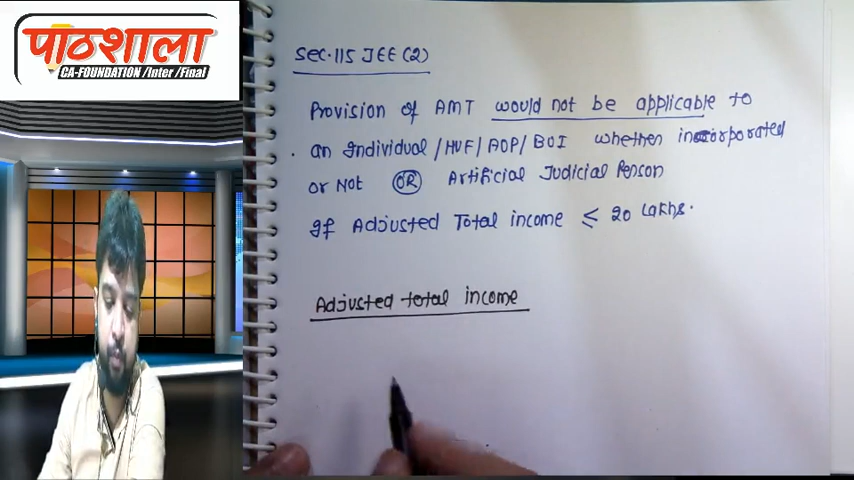 पाठशाला
CA-FOUNDATION /Inter /Final
Sec. 115 JEE (2)
Provision of AMT would not be applicable to
an Individual / HUF / AOP / BOI whether incorporated
or Not OR Artificial Judicial Person
If Adjusted Total income ≤ 20 Lakhs.
Adjusted total income